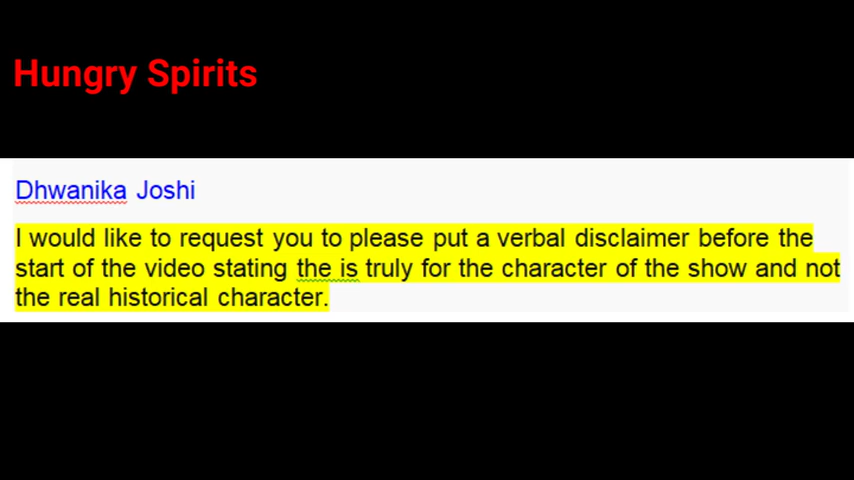 Hungry Spirits
Dhwanika Joshi
I would like to request you to please put a verbal disclaimer before the
start of the video stating the is truly for the character of the show and not
the real historical character.